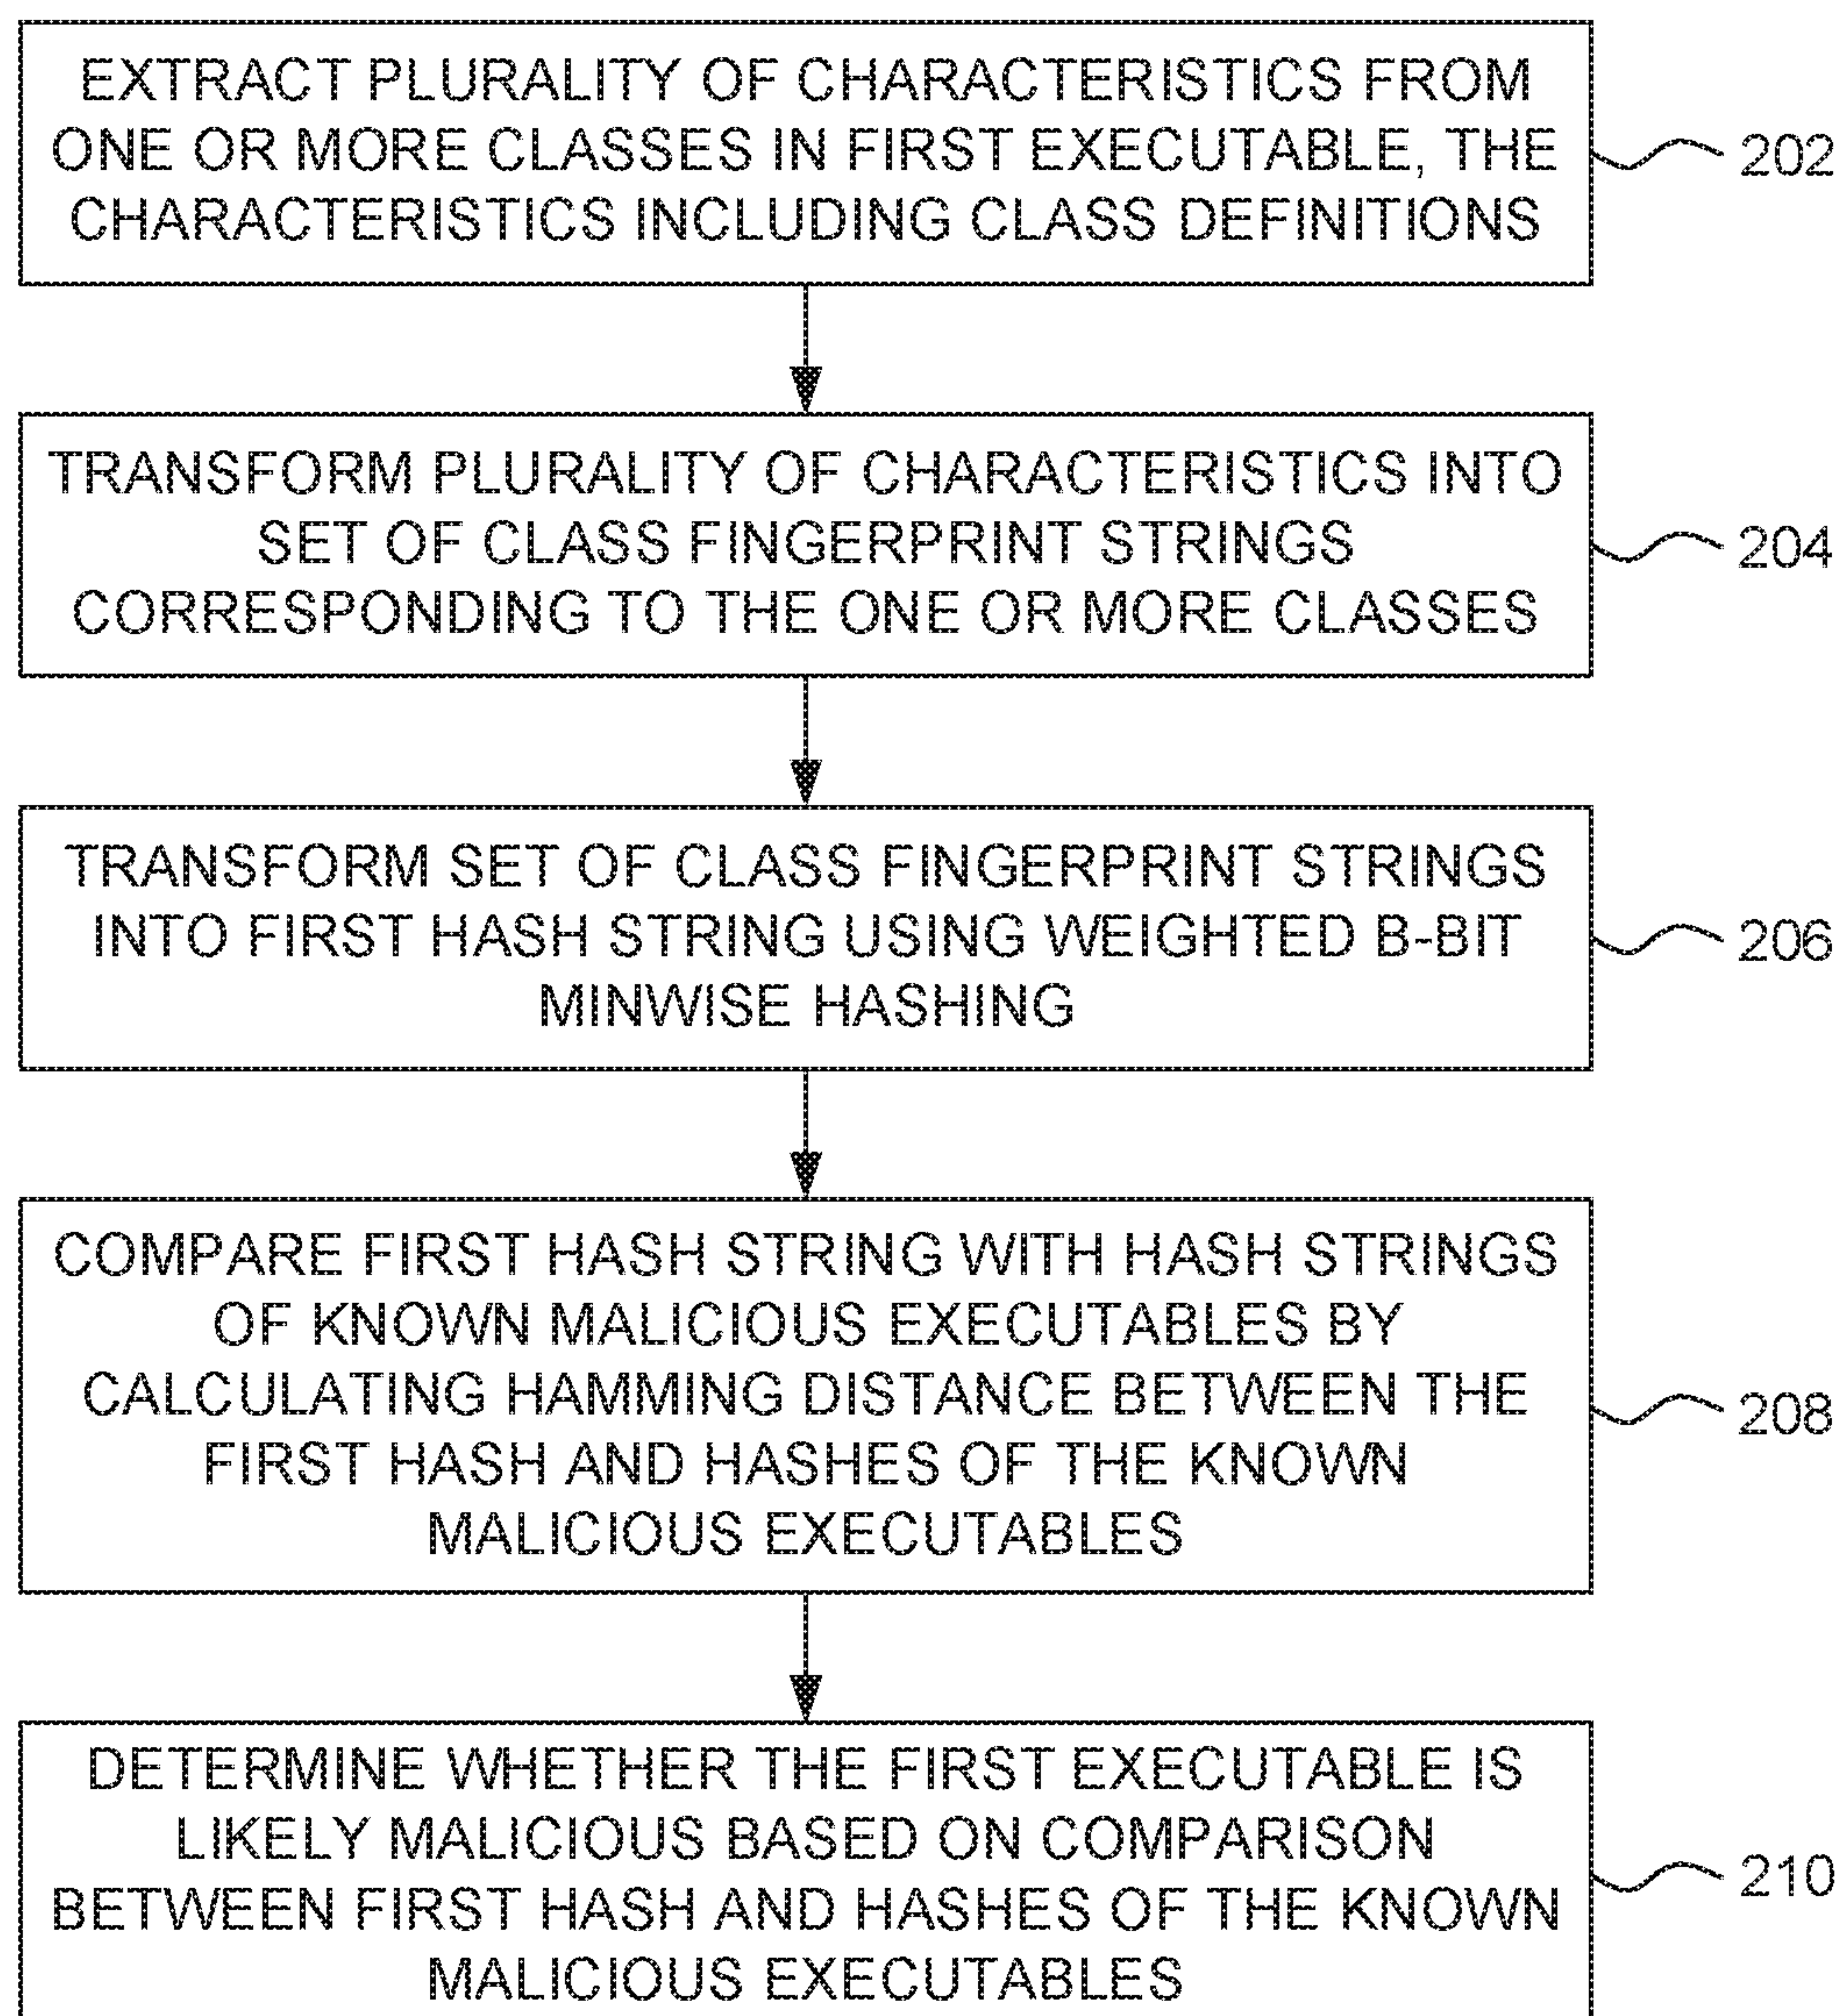 EXTRACT PLURALITY OF CHARACTERISTICS FROM
ONE OR MORE CLASSES IN FIRST EXECUTABLE, THE
CHARACTERISTICS INCLUDING CLASS DEFINITIONS
202
TRANSFORM PLURALITY OF CHARACTERISTICS INTO
SET OF CLASS FINGERPRINT STRINGS
CORRESPONDING TO THE ONE OR MORE CLASSES
204
TRANSFORM SET OF CLASS FINGERPRINT STRINGS
INTO FIRST HASH STRING USING WEIGHTED B-BIT
MINWISE HASHING
206
COMPARE FIRST HASH STRING WITH HASH STRINGS
OF KNOWN MALICIOUS EXECUTABLES BY
CALCULATING HAMMING DISTANCE BETWEEN THE
FIRST HASH AND HASHES OF THE KNOWN
MALICIOUS EXECUTABLES
208
DETERMINE WHETHER THE FIRST EXECUTABLE IS
LIKELY MALICIOUS BASED ON COMPARISON
BETWEEN FIRST HASH AND HASHES OF THE KNOWN
MALICIOUS EXECUTABLES
210